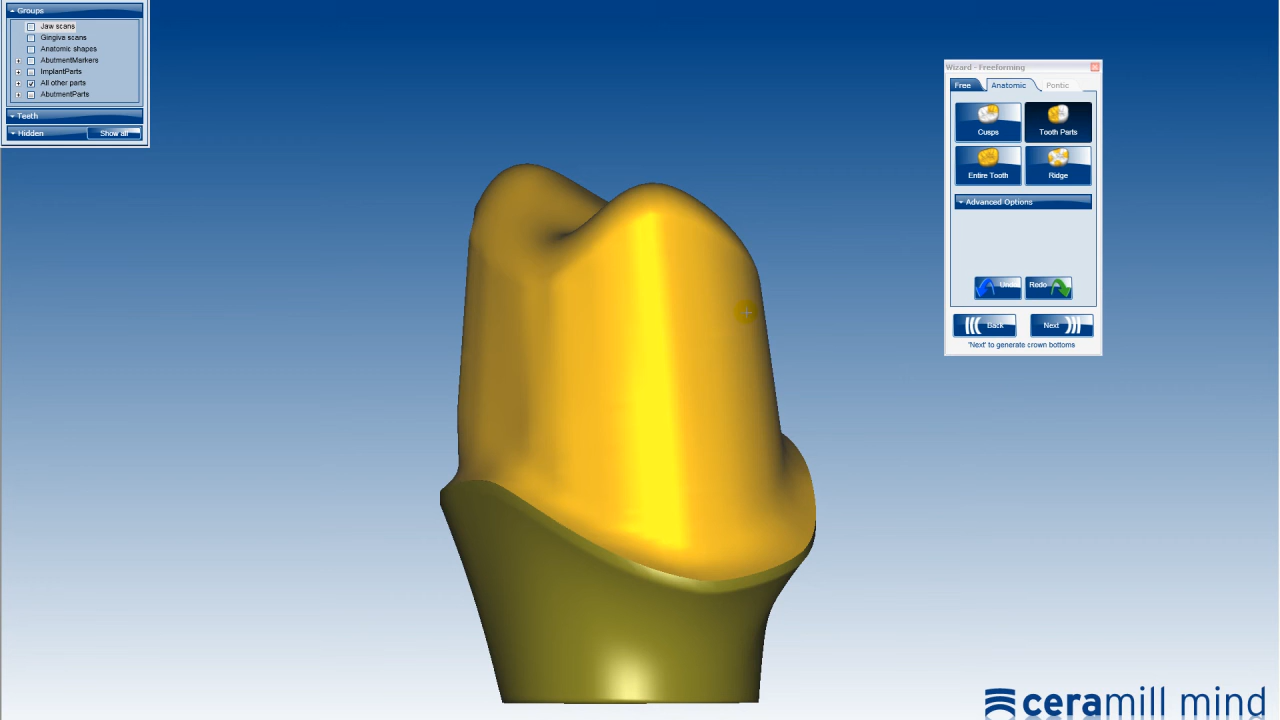 Groups
Jaw scans
Gingiva scans
Anatomic shapes
AbutmentMarkers
ImplantParts
All other parts
AbutmentParts
Teeth
Hidden
Show all
Wizard - Freeforming
Free Anatomic Pontic
Cusps Tooth Parts
Entire Tooth Ridge
Advanced Options
Undo Redo
Back Next
'Next' to generate crown bottoms
ceramill mind